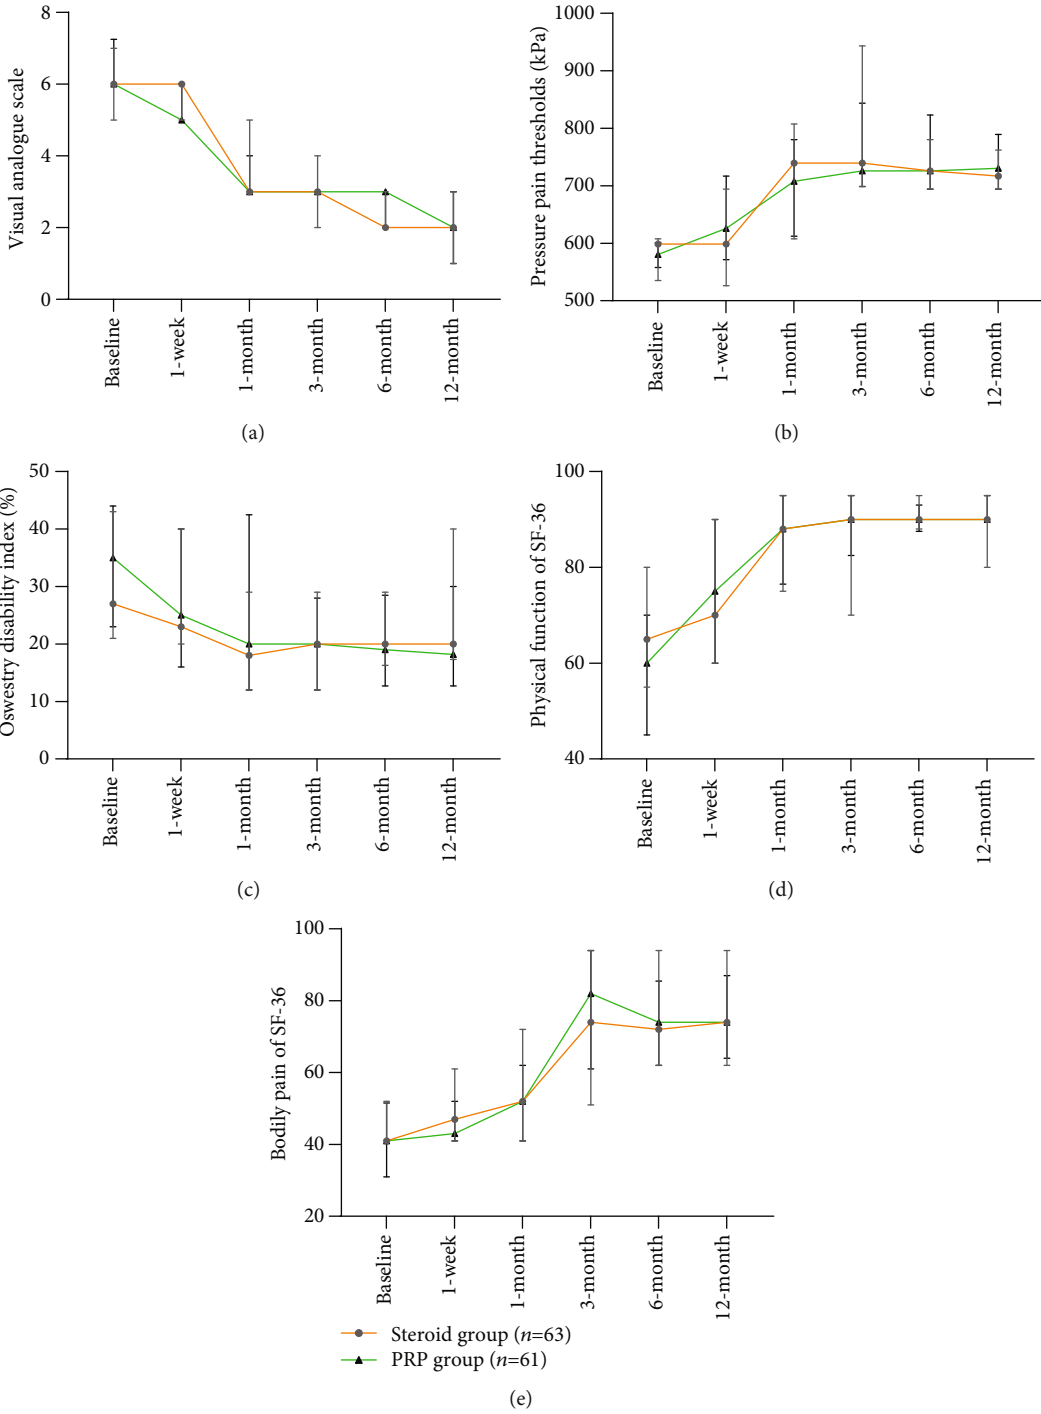 Visual analogue scale
8
6
4
2
0
Baseline
1-week
1-month
3-month
6-month
12-month
(a)
Pressure pain thresholds (kPa)
1000
900
800
700
600
500
Baseline
1-week
1-month
3-month
6-month
12-month
(b)
Oswestry disability index (%)
50
40
30
20
10
0
Baseline
1-week
1-month
3-month
6-month
12-month
(c)
Physical function of SF-36
100
80
60
40
Baseline
1-week
1-month
3-month
6-month
12-month
(d)
Bodily pain of SF-36
100
80
60
40
20
Baseline
1-week
1-month
3-month
6-month
12-month
Steroid group (n=63)
PRP group (n=61)
(e)